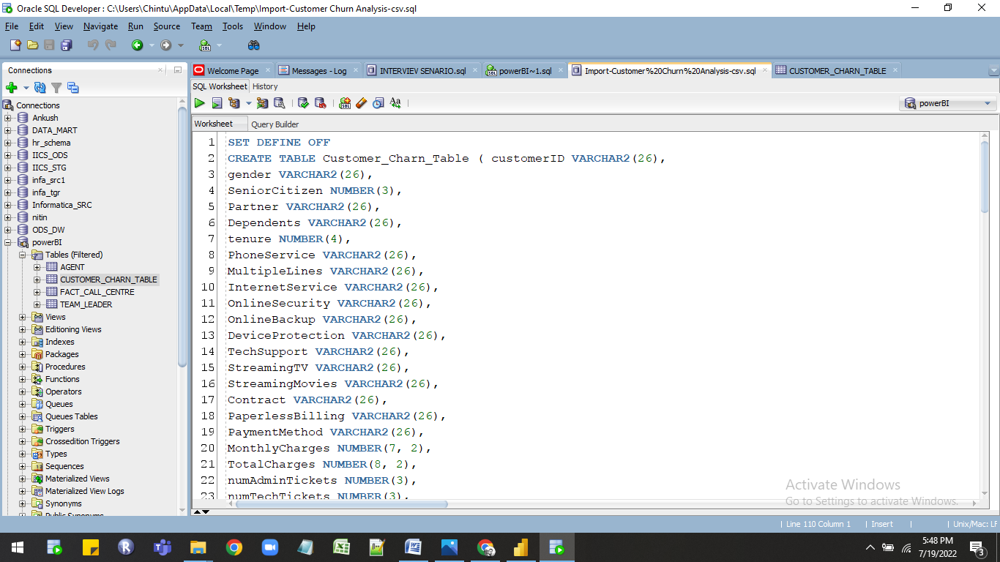 Oracle SQL Developer : C:\Users\Chintu\AppData\Local\Temp\Import-Customer Churn Analysis-csv.sql
File Edit View Navigate Run Source Team Tools Window Help
Connections
Connections
Ankush
DATA_MART
hr_schema
IICS_ODS
IICS_STG
infa_src1
infa_tgr
Informatica_SRC
nitin
ODS_DW
powerBI
Tables (Filtered)
AGENT
CUSTOMER_CHARN_TABLE
FACT_CALL_CENTRE
TEAM_LEADER
Views
Editioning Views
Indexes
Packages
Procedures
Functions
Operators
Queues
Queues Tables
Triggers
Crossedition Triggers
Types
Sequences
Materialized Views
Materialized View Logs
Synonyms
Public Synonyms
Welcome Page Messages - Log INTERVIEV SENARIO.sql powerBI~1.sql Import-Customer%20Churn%20Analysis-csv.sql CUSTOMER_CHARN_TABLE
SQL Worksheet History
powerBI
Worksheet Query Builder
1 SET DEFINE OFF
2 CREATE TABLE Customer_Charn_Table ( customerID VARCHAR2(26),
3 gender VARCHAR2(26),
4 SeniorCitizen NUMBER(3),
5 Partner VARCHAR2(26),
6 Dependents VARCHAR2(26),
7 tenure NUMBER(4),
8 PhoneService VARCHAR2(26),
9 MultipleLines VARCHAR2(26),
10 InternetService VARCHAR2(26),
11 OnlineSecurity VARCHAR2(26),
12 OnlineBackup VARCHAR2(26),
13 DeviceProtection VARCHAR2(26),
14 TechSupport VARCHAR2(26),
15 StreamingTV VARCHAR2(26),
16 StreamingMovies VARCHAR2(26),
17 Contract VARCHAR2(26),
18 PaperlessBilling VARCHAR2(26),
19 PaymentMethod VARCHAR2(26),
20 MonthlyCharges NUMBER(7, 2),
21 TotalCharges NUMBER(8, 2),
22 numAdminTickets NUMBER(3),
23 numTechTickets NUMBER(3),
Activate Windows
Go to Settings to activate Windows.
Line 110 Column 1 Insert Unix/Mac: LF
5:48 PM
7/19/2022
3